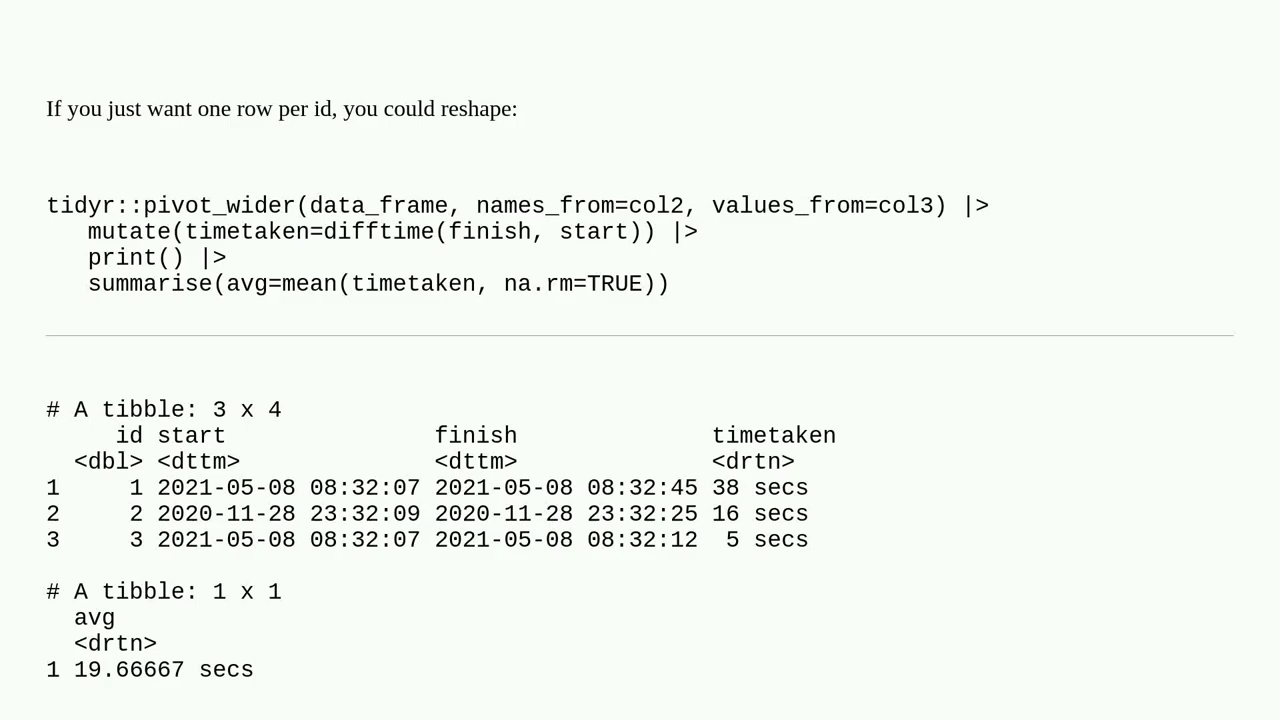 If you just want one row per id, you could reshape:
tidyr::pivot_wider(data_frame, names_from=col2, values_from=col3) |>
   mutate(timetaken=difftime(finish, start)) |>
   print() |>
   summarise(avg=mean(timetaken, na.rm=TRUE))
# A tibble: 3 x 4
     id start               finish              timetaken
  <dbl> <dttm>              <dttm>              <drtn>
1     1 2021-05-08 08:32:07 2021-05-08 08:32:45 38 secs
2     2 2020-11-28 23:32:09 2020-11-28 23:32:25 16 secs
3     3 2021-05-08 08:32:07 2021-05-08 08:32:12  5 secs
# A tibble: 1 x 1
  avg
  <drtn>
1 19.66667 secs